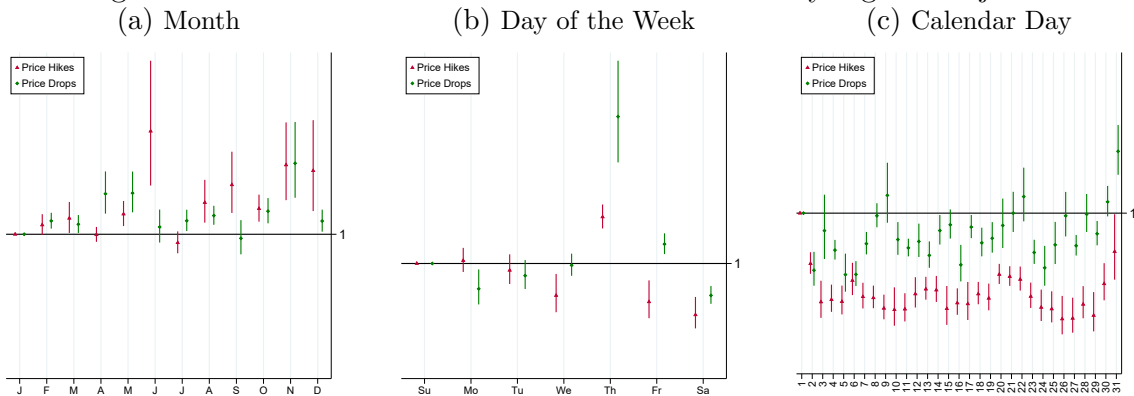 (a) Month
(b) Day of the Week
(c) Calendar Day
Price Hikes
Price Drops
1
J F M A M J J A S O N D
Price Hikes
Price Drops
1
Su Mo Tu We Th Fr Sa
Price Hikes
Price Drops
1
1 2 3 4 5 6 7 8 9 10 11 12 13 14 15 16 17 18 19 20 21 22 23 24 25 26 27 28 29 30 31